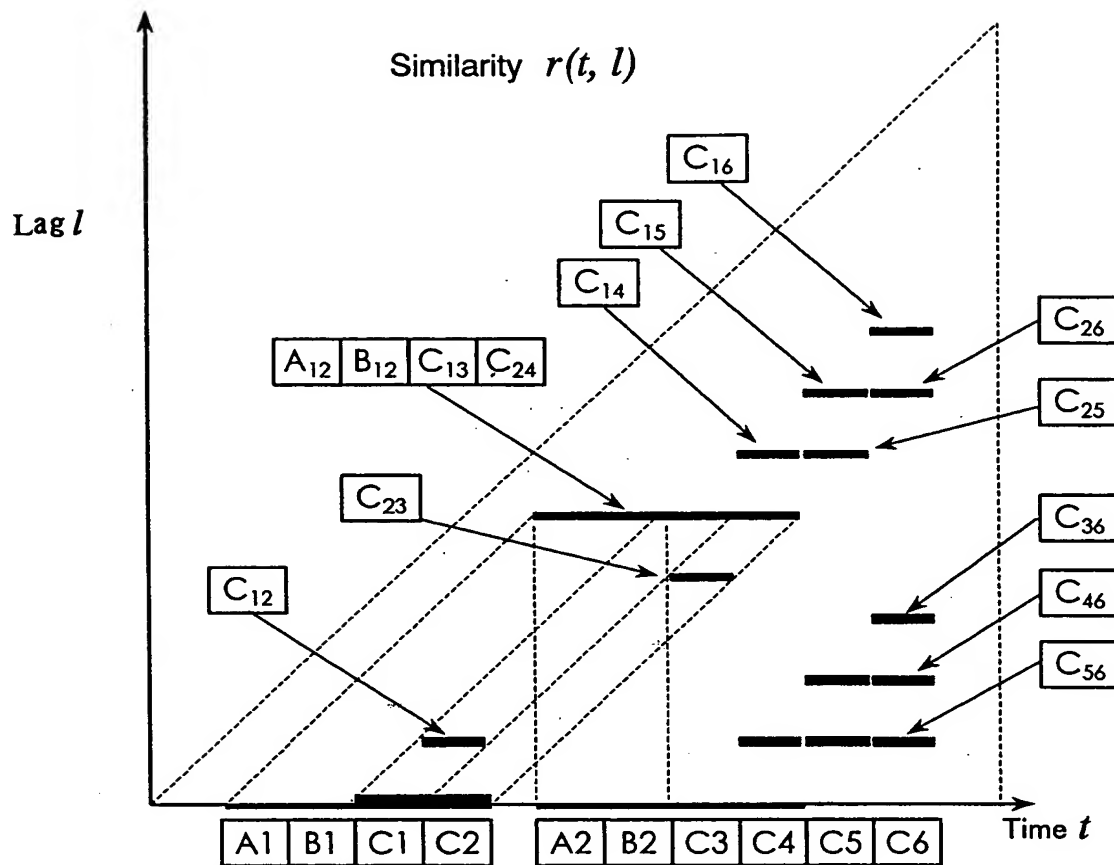 Similarity r(t, l)
Lag l
C16
C15
C14
C26
A12 B12 C13 C24
C25
C23
C36
C12
C46
C56
A1 B1 C1 C2 A2 B2 C3 C4 C5 C6
Time t